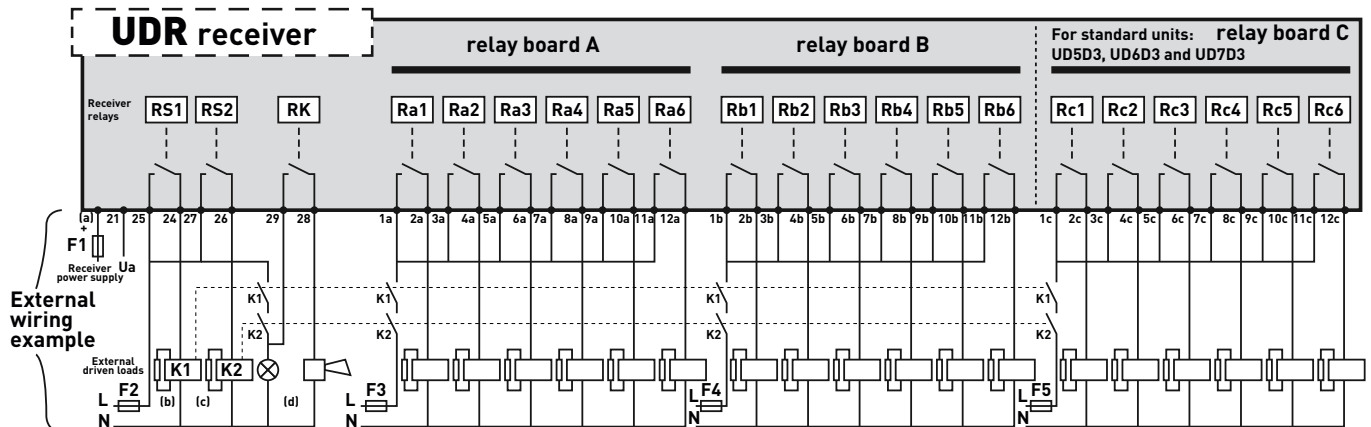 UDR receiver
relay board A
relay board B
For standard units: relay board C
UD5D3, UD6D3 and UD7D3
Receiver
relays
RS1 RS2 RK Ra1 Ra2 Ra3 Ra4 Ra5 Ra6 Rb1 Rb2 Rb3 Rb4 Rb5 Rb6 Rc1 Rc2 Rc3 Rc4 Rc5 Rc6
(a) 21 25 24 27 26 29 28 1a 2a 3a 4a 5a 6a 7a 8a 9a 10a 11a 12a 1b 2b 3b 4b 5b 6b 7b 8b 9b 10b 11b 12b 1c 2c 3c 4c 5c 6c 7c 8c 9c 10c 11c 12c
+
F1
Receiver
power supply
Ua
External
wiring
example
K1 K1 K1 K1
K2 K2 K2 K2
External
driven loads
K1 K2
L F2 (b) (c) (d) L F3 L F4 L F5
N N N N